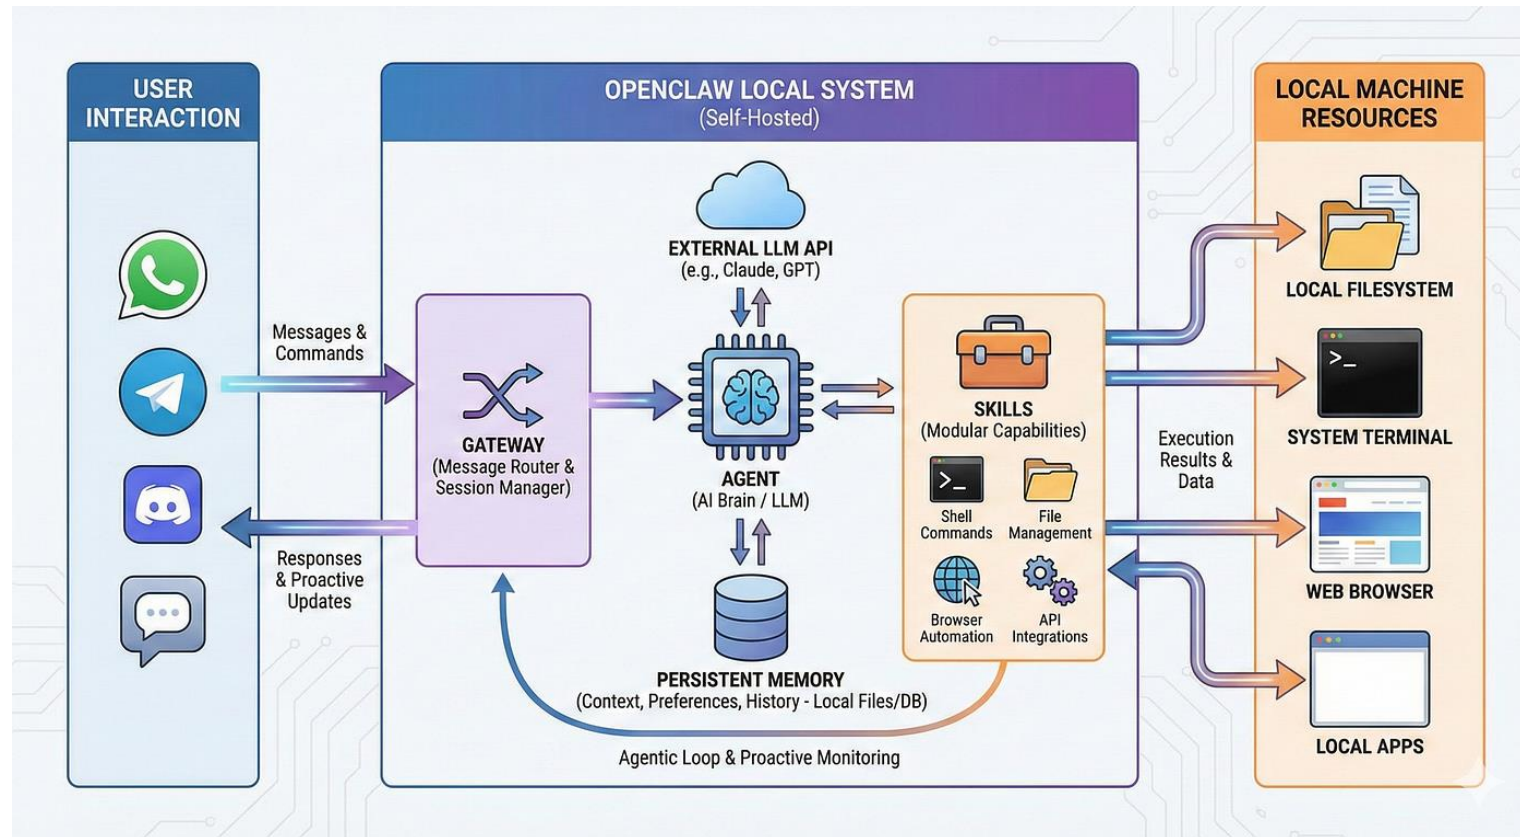 USER
INTERACTION
Messages &
Commands
Responses
& Proactive
Updates
OPENCLAW LOCAL SYSTEM
(Self-Hosted)
EXTERNAL LLM API
(e.g., Claude, GPT)
GATEWAY
(Message Router &
Session Manager)
AGENT
(AI Brain / LLM)
PERSISTENT MEMORY
(Context, Preferences, History - Local Files/DB)
Agentic Loop & Proactive Monitoring
SKILLS
(Modular Capabilities)
>_
Shell
Commands
File
Management
Browser
Automation
API
Integrations
Execution
Results &
Data
LOCAL MACHINE
RESOURCES
LOCAL FILESYSTEM
>_
SYSTEM TERMINAL
WEB BROWSER
LOCAL APPS